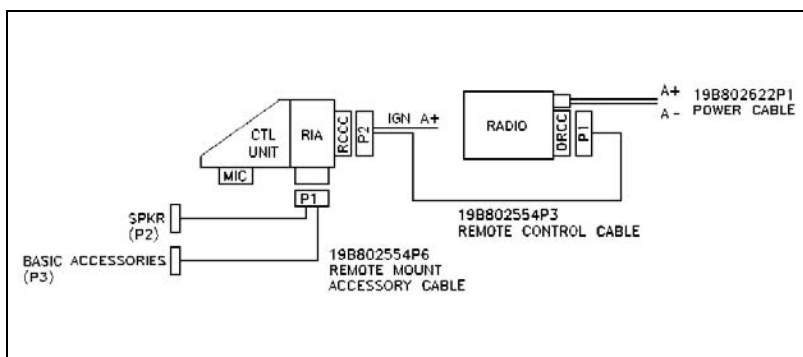 CTL
UNIT
RIA
RCCC
P2
IGN A+
RADIO
DRCC
P1
A+
A-
19B802622P1
POWER CABLE
MIC
P1
SPKR
(P2)
BASIC ACCESSORIES
(P3)
19B802554P6
REMOTE MOUNT
ACCESSORY CABLE
19B802554P3
REMOTE CONTROL CABLE